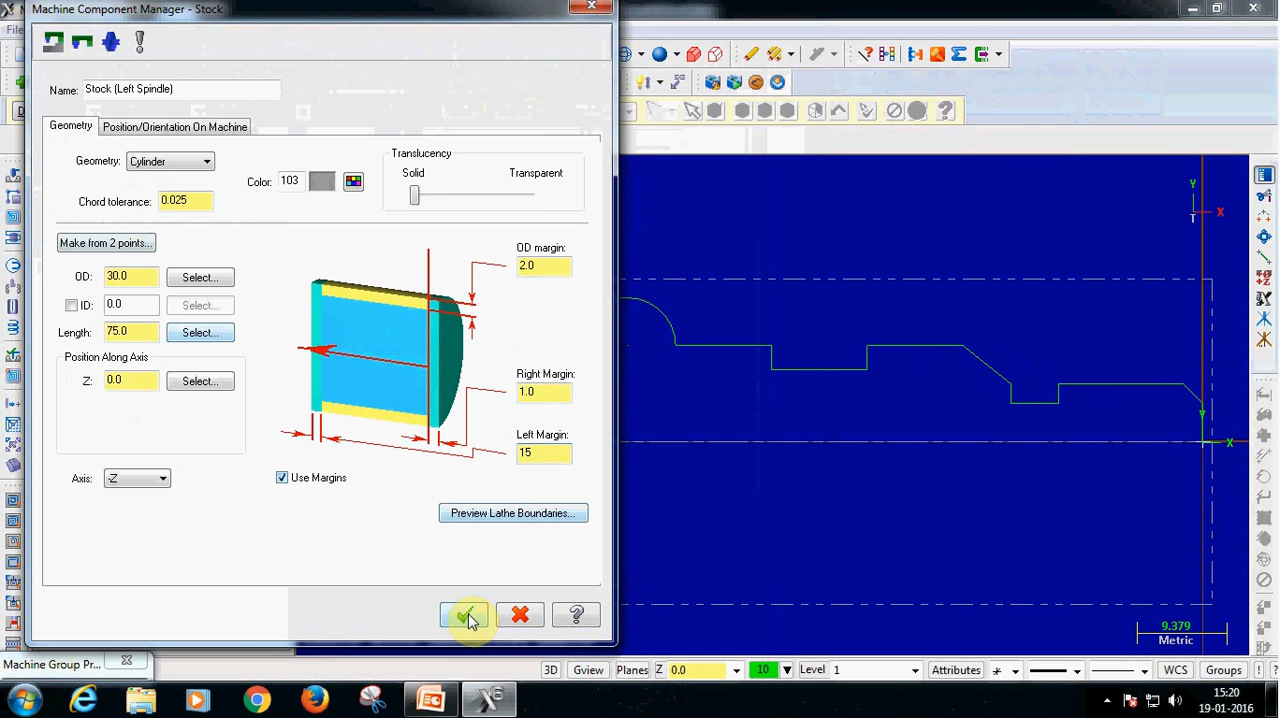 Machine Component Manager - Stock
File
Name:
Stock (Left Spindle)
Geometry
Position/Orientation On Machine
Geometry:
Cylinder
Color:
103
Translucency
Solid
Transparent
Chord tolerance:
0.025
Make from 2 points...
OD margin:
2.0
OD:
30.0
Select...
ID:
0.0
Select...
Length:
75.0
Select...
Position Along Axis
Z:
0.0
Select...
Right Margin:
1.0
Left Margin:
15
Axis:
-Z
Use Margins
Preview Lathe Boundaries...
Y
X
T
Y
X
9.379
Metric
Machine Group Pr...
3D
Gview
Planes
Z
0.0
10
Level
1
Attributes
WCS
Groups
15:20
19-01-2016